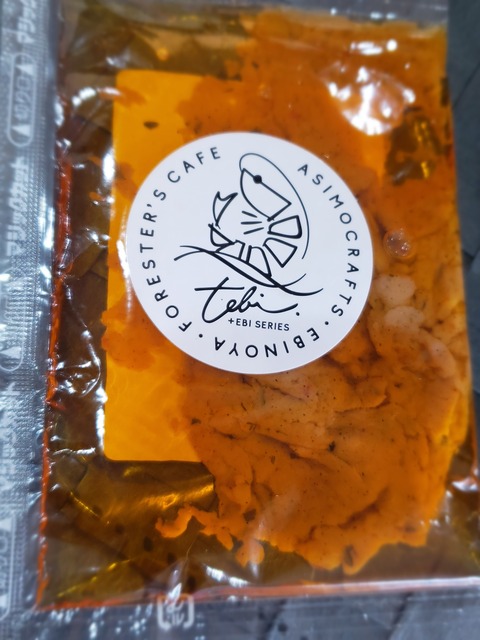 FORESTER'S CAFE
ASIMOCRAFTS · EBINOYA ·
tebi.
+EBI SERIES